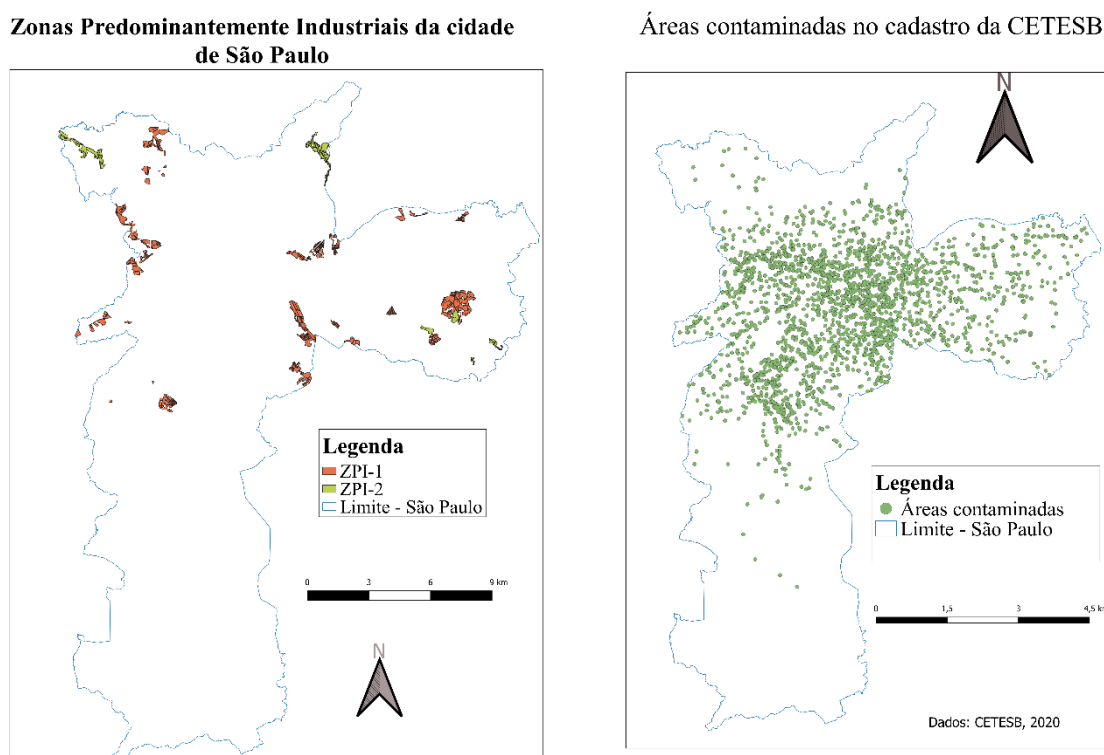 Zonas Predominantemente Industriais da cidade
de São Paulo
Legenda
ZPI-1
ZPI-2
Limite - São Paulo
0 3 6 9 km
N
Áreas contaminadas no cadastro da CETESB
N
Legenda
Áreas contaminadas
Limite - São Paulo
0 1,5 3 4,5 k
Dados: CETESB, 2020